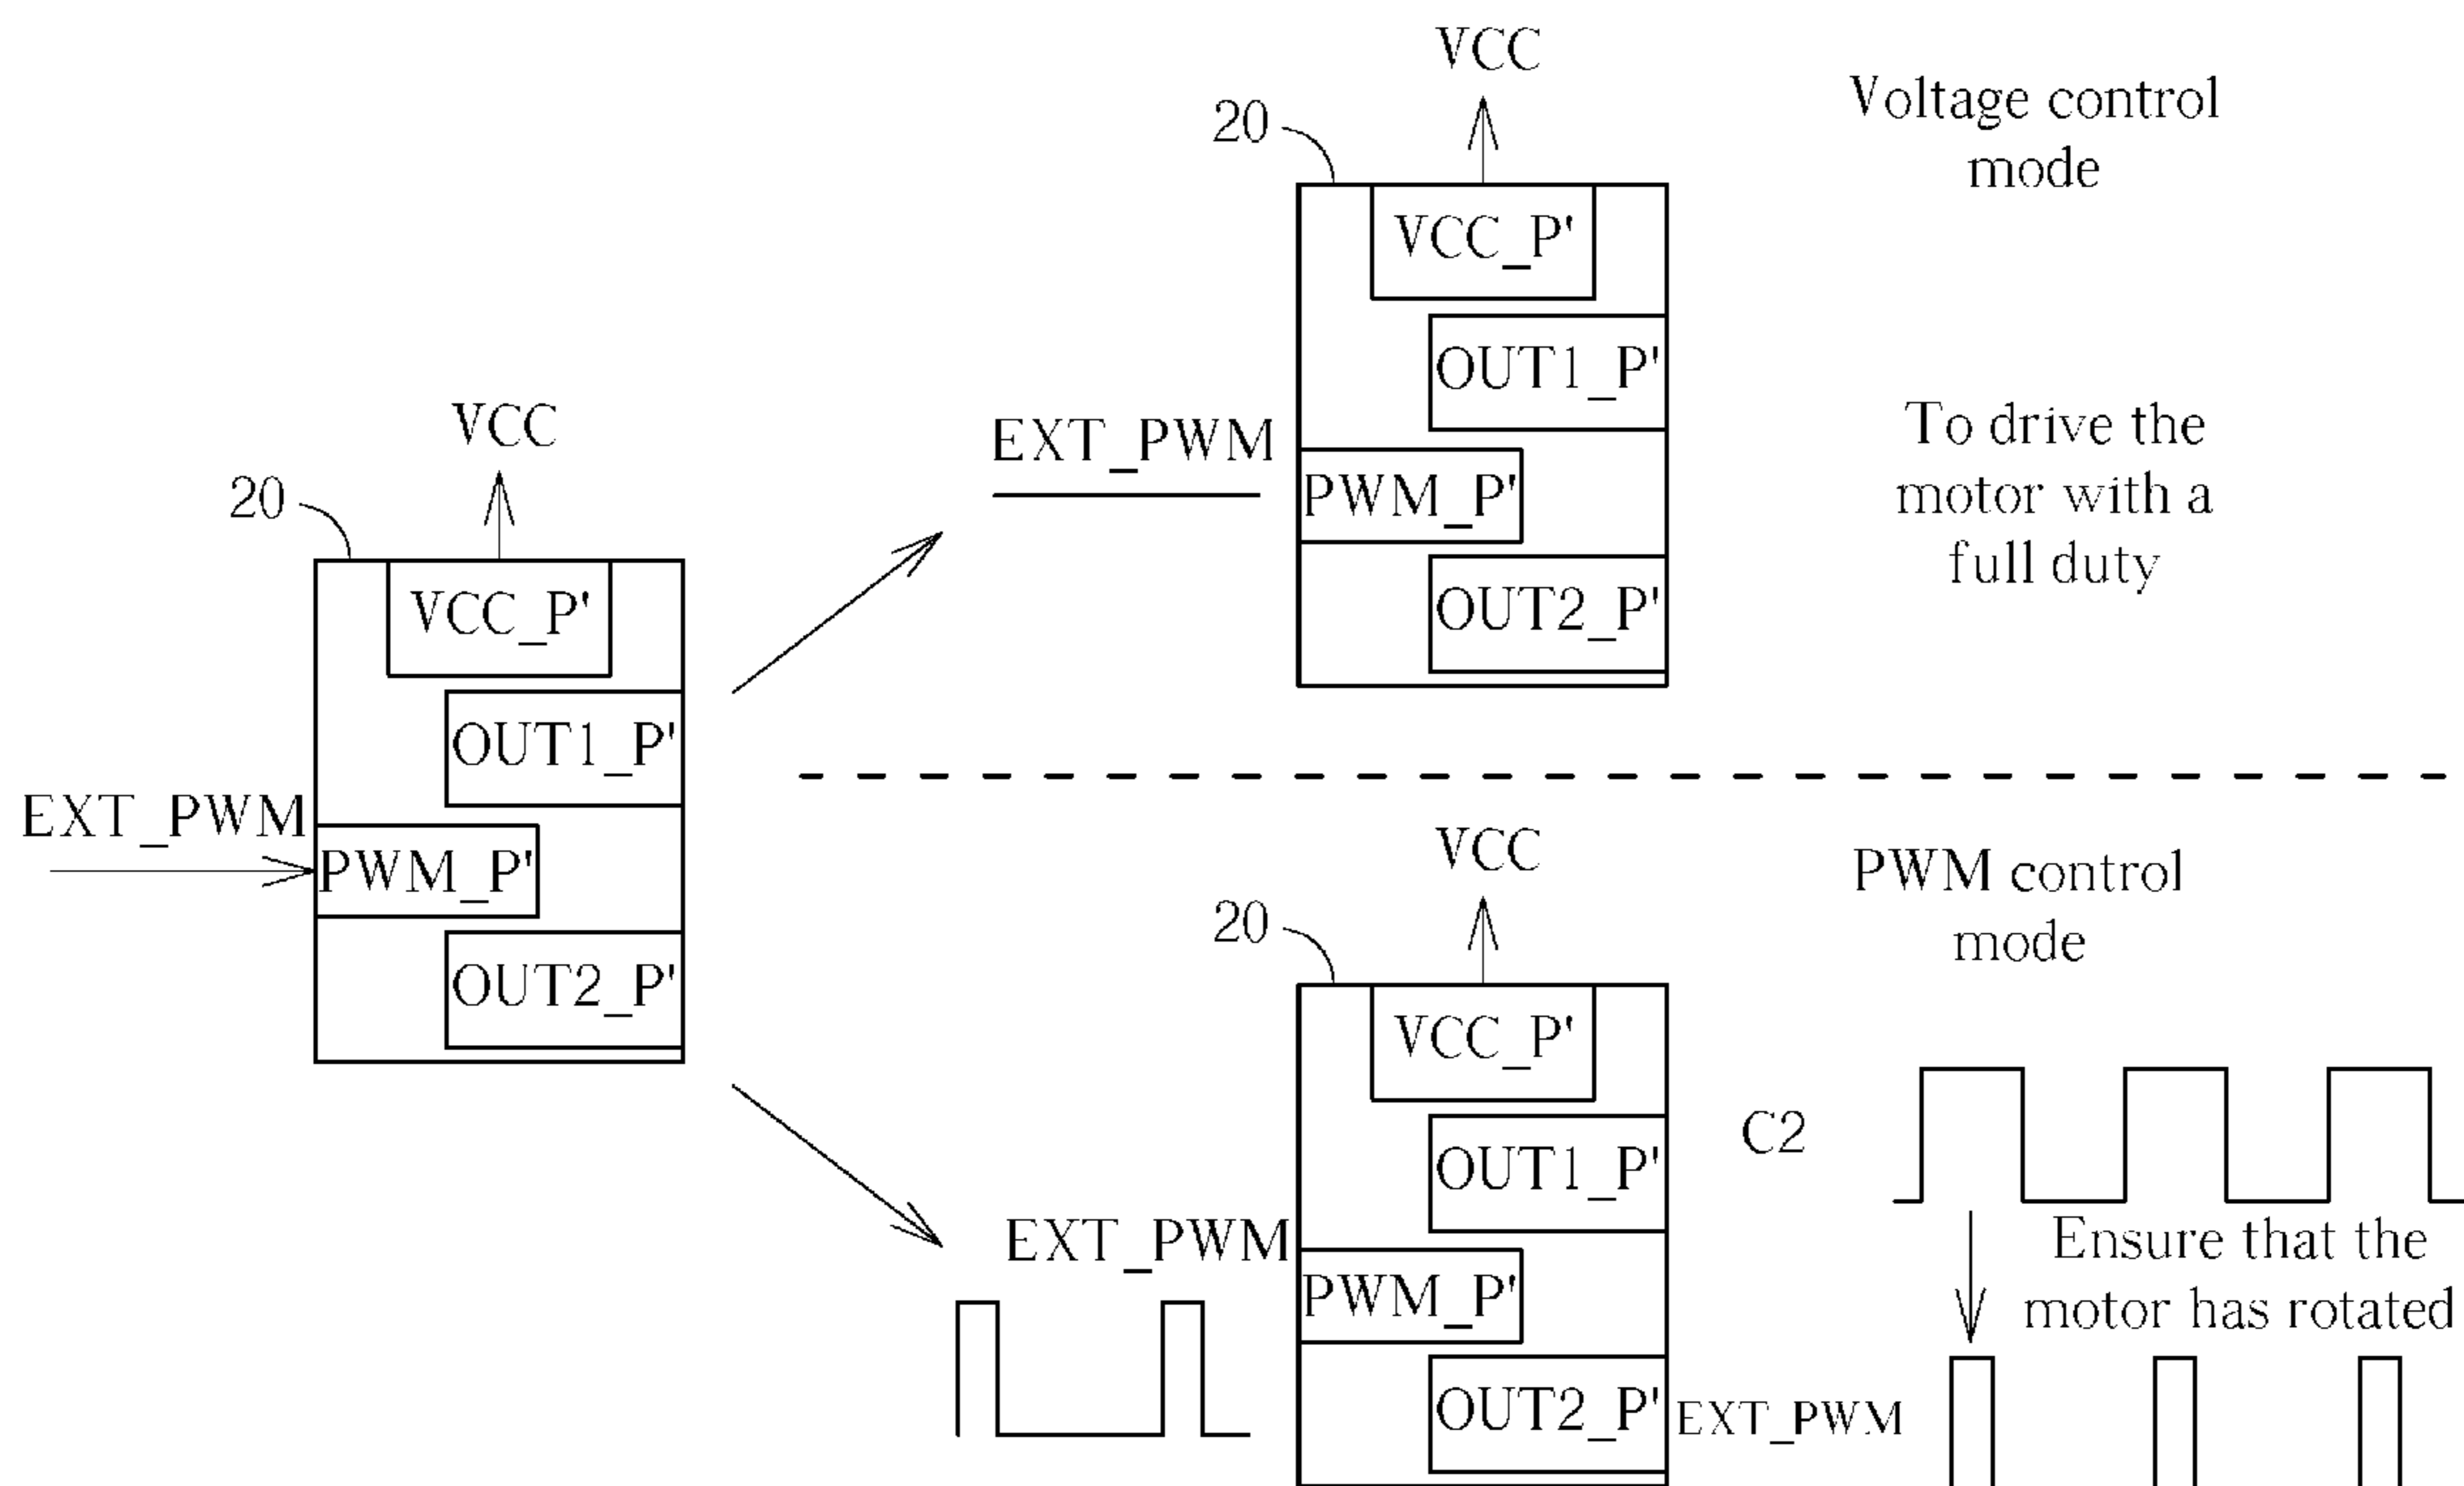 VCC
20
VCC_P'
OUT1_P'
EXT_PWM
PWM_P'
OUT2_P'
VCC
20
VCC_P'
OUT1_P'
EXT_PWM
PWM_P'
OUT2_P'
Voltage control
mode
To drive the
motor with a
full duty
VCC
20
VCC_P'
OUT1_P'
EXT_PWM
PWM_P'
OUT2_P'
PWM control
mode
C2
Ensure that the
motor has rotated
EXT_PWM